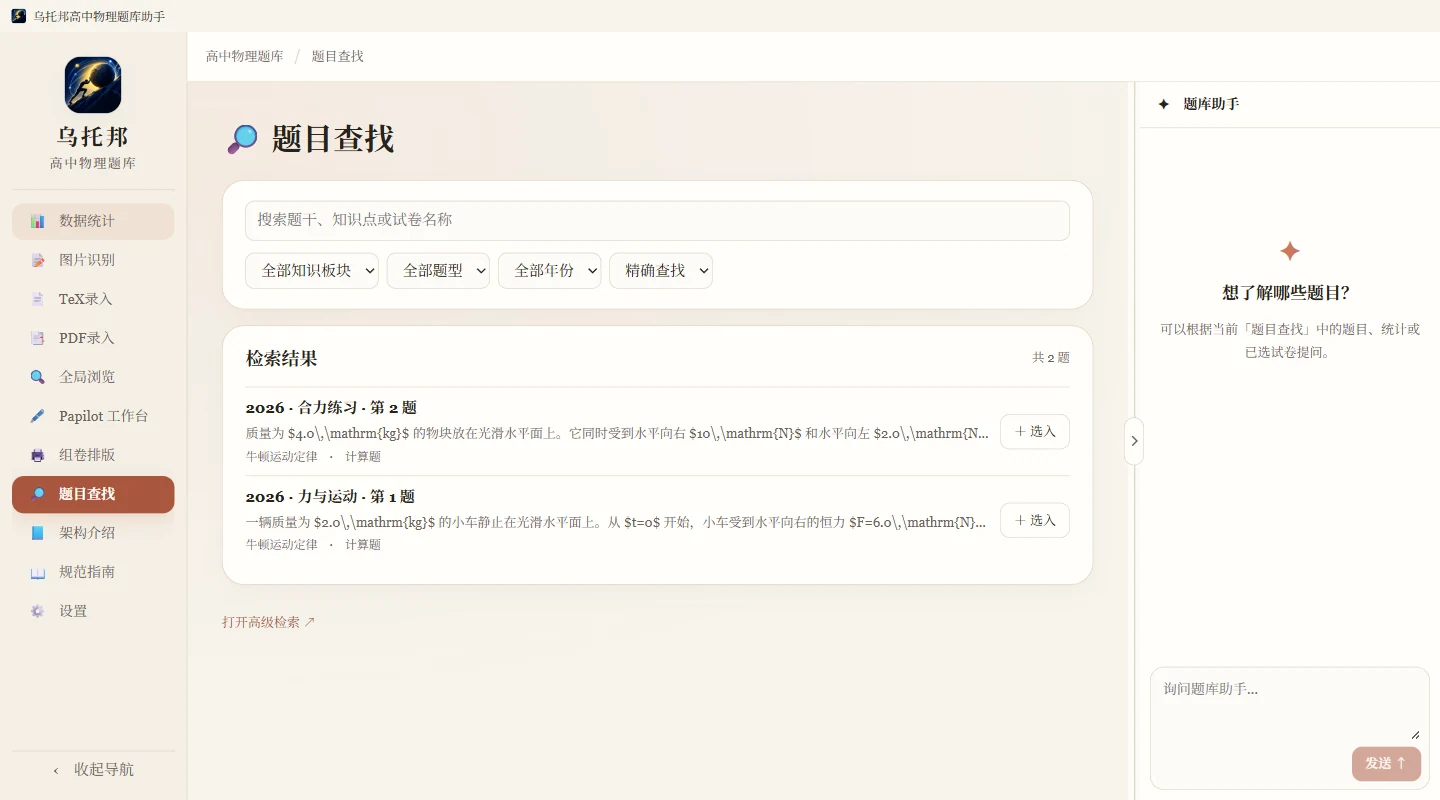 乌托邦高中物理题库助手
乌托邦
高中物理题库
数据统计
图片识别
TeX录入
PDF录入
全局浏览
Papilot 工作台
组卷排版
题目查找
架构介绍
规范指南
设置
‹ 收起导航
高中物理题库 / 题目查找
题目查找
搜索题干、知识点或试卷名称
全部知识板块 全部题型 全部年份 精确查找
检索结果 共 2 题
2026 · 合力练习 · 第 2 题
质量为 $4.0\,\mathrm{kg}$ 的物块放在光滑水平面上。它同时受到水平向右 $10\,\mathrm{N}$ 和水平向左 $2.0\,\mathrm{N...
牛顿运动定律 · 计算题
＋ 选入
2026 · 力与运动 · 第 1 题
一辆质量为 $2.0\,\mathrm{kg}$ 的小车静止在光滑水平面上。从 $t=0$ 开始，小车受到水平向右的恒力 $F=6.0\,\mathrm{N}...
牛顿运动定律 · 计算题
＋ 选入
打开高级检索 ↗
✦ 题库助手
想了解哪些题目？
可以根据当前「题目查找」中的题目、统计或
已选试卷提问。
询问题库助手...
发送 ↑